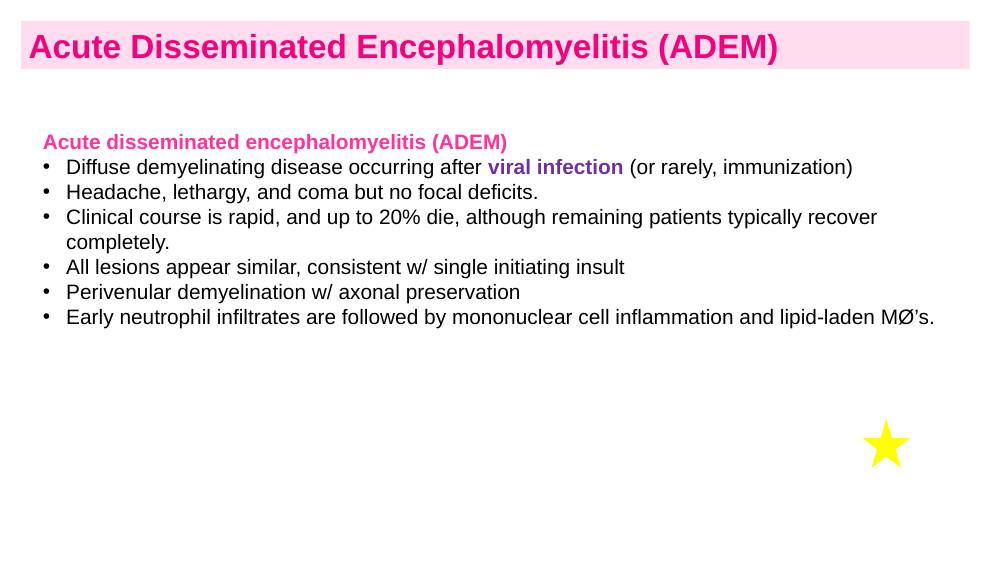 Acute Disseminated Encephalomyelitis (ADEM)
Acute disseminated encephalomyelitis (ADEM)
• Diffuse demyelinating disease occurring after viral infection (or rarely, immunization)
• Headache, lethargy, and coma but no focal deficits.
• Clinical course is rapid, and up to 20% die, although remaining patients typically recover
completely.
• All lesions appear similar, consistent w/ single initiating insult
• Perivenular demyelination w/ axonal preservation
• Early neutrophil infiltrates are followed by mononuclear cell inflammation and lipid-laden MØ’s.